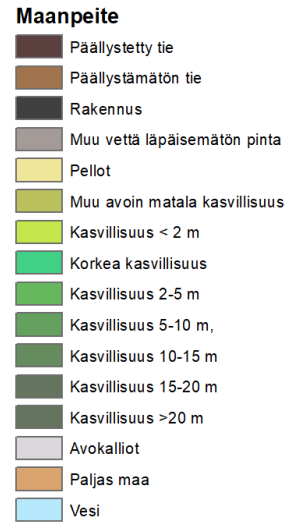 Maanpeite
Päällystetty tie
Päällystämätön tie
Rakennus
Muu vettä läpäisemätön pinta
Pellot
Muu avoin matala kasvillisuus
Kasvillisuus < 2 m
Korkea kasvillisuus
Kasvillisuus 2-5 m
Kasvillisuus 5-10 m,
Kasvillisuus 10-15 m
Kasvillisuus 15-20 m
Kasvillisuus >20 m
Avokalliot
Paljas maa
Vesi